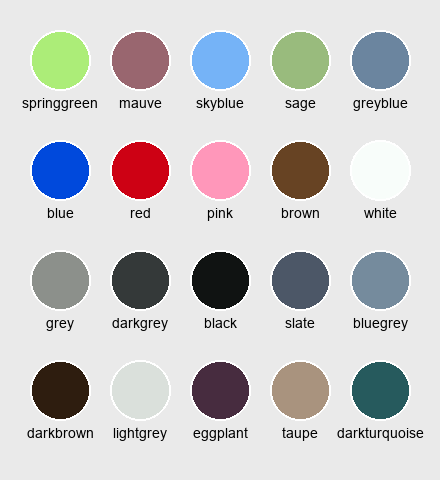 springgreen mauve skyblue sage greyblue
blue red pink brown white
grey darkgrey black slate bluegrey
darkbrown lightgrey eggplant taupe darkturquoise